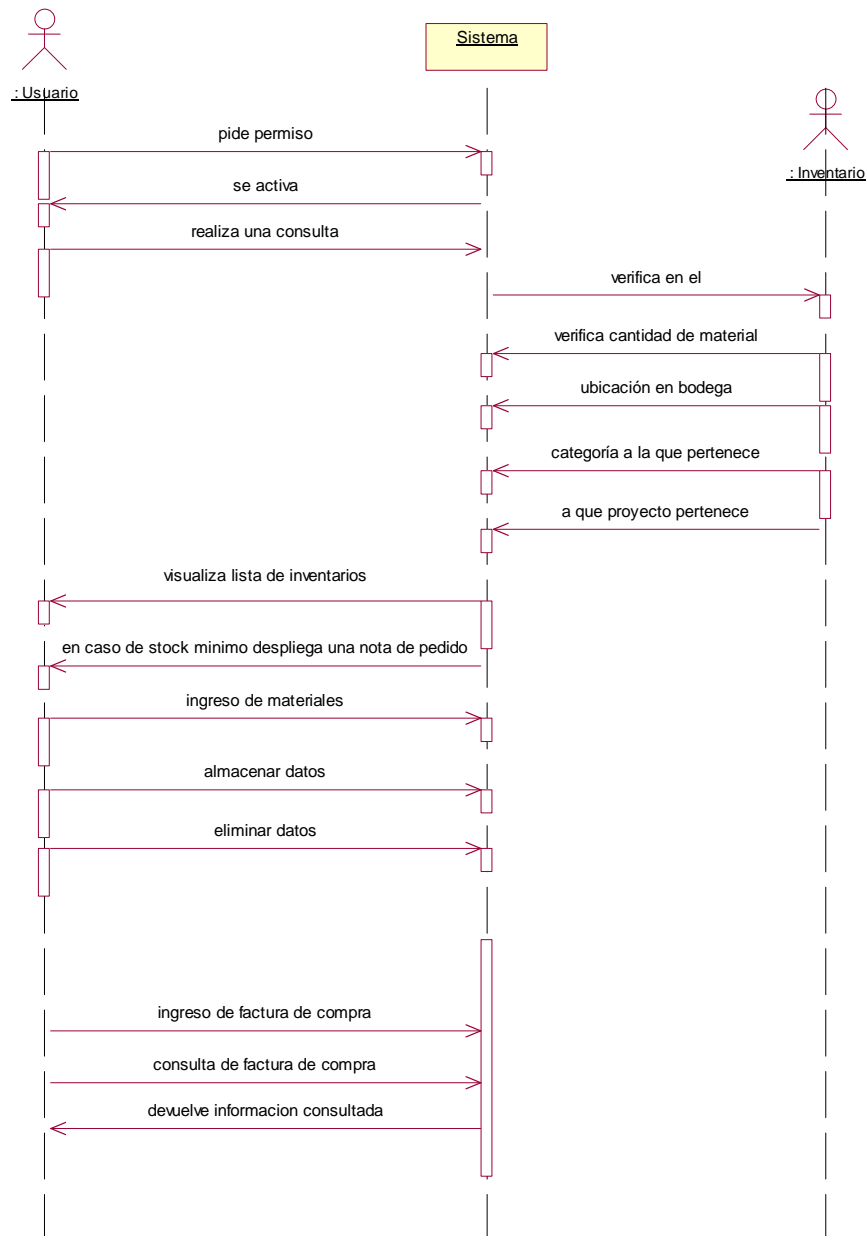 Sistema
: Usuario
pide permiso
: Inventario
se activa
realiza una consulta
verifica en el
verifica cantidad de material
ubicación en bodega
categoría a la que pertenece
a que proyecto pertenece
visualiza lista de inventarios
en caso de stock minimo despliega una nota de pedido
ingreso de materiales
almacenar datos
eliminar datos
ingreso de factura de compra
consulta de factura de compra
devuelve informacion consultada